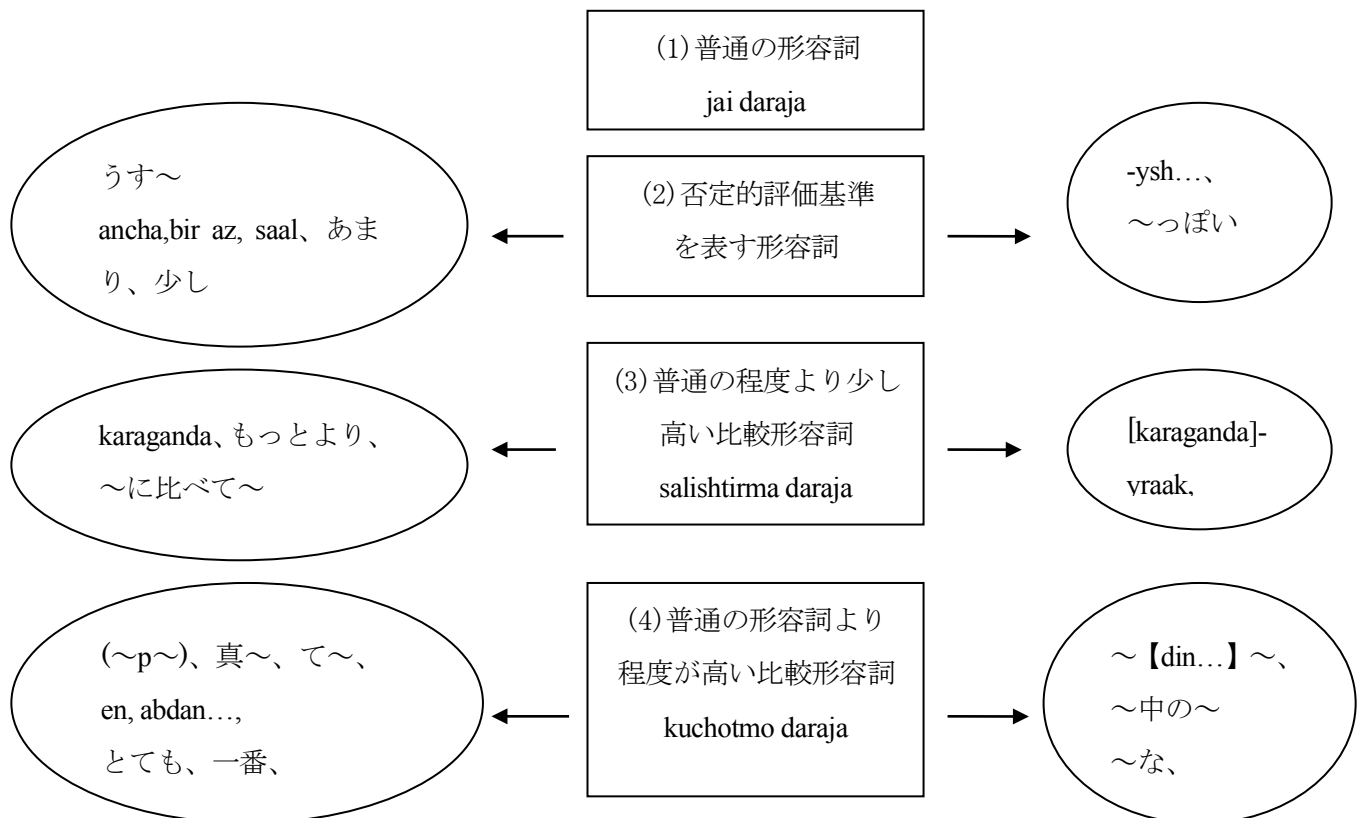 (1)普通の形容詞
jai daraja
うす～
ancha,bir az, saal、あま
り、少し
(2)否定的評価基準
を表す形容詞
-ysh…、
～っぽい
karaganda、もっとより、
～に比べて～
(3)普通の程度より少し
高い比較形容詞
salishtirma daraja
[karaganda]-
yraak,
(～p～)、真～、て～、
en, abdan…,
とても、一番、
(4)普通の形容詞より
程度が高い比較形容詞
kuchotmo daraja
～【din…】～、
～中の～
～な、